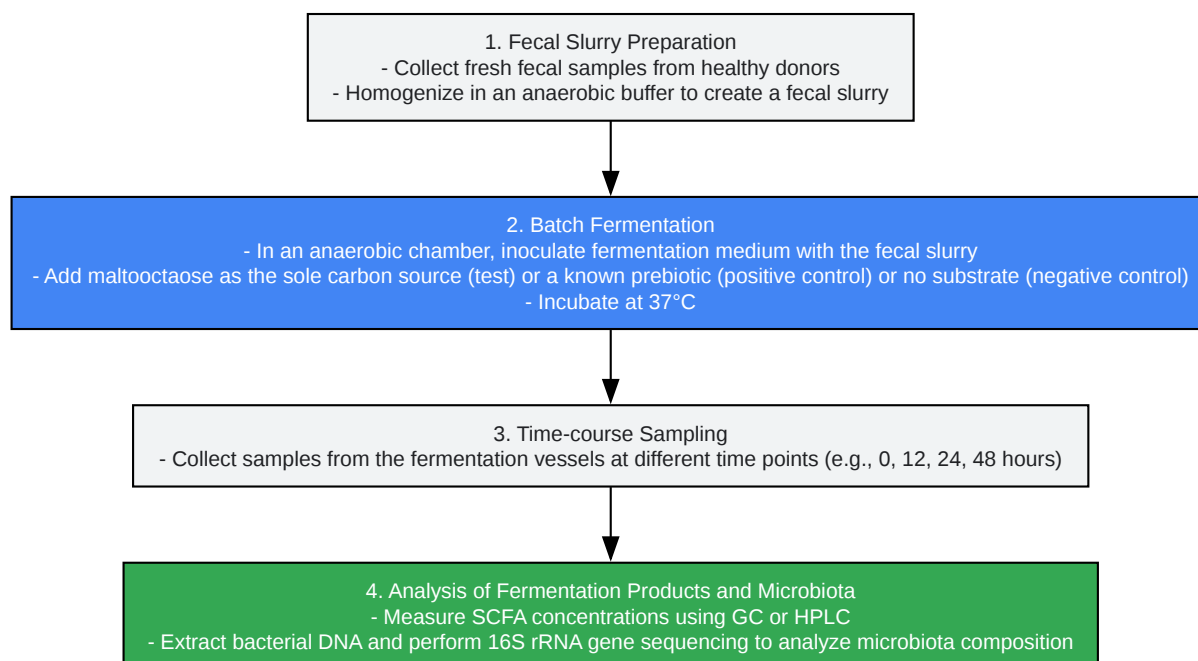 1. Fecal Slurry Preparation
- Collect fresh fecal samples from healthy donors
- Homogenize in an anaerobic buffer to create a fecal slurry
2. Batch Fermentation
- In an anaerobic chamber, inoculate fermentation medium with the fecal slurry
- Add maltooctaose as the sole carbon source (test) or a known prebiotic (positive control) or no substrate (negative control)
- Incubate at 37°C
3. Time-course Sampling
- Collect samples from the fermentation vessels at different time points (e.g., 0, 12, 24, 48 hours)
4. Analysis of Fermentation Products and Microbiota
- Measure SCFA concentrations using GC or HPLC
- Extract bacterial DNA and perform 16S rRNA gene sequencing to analyze microbiota composition